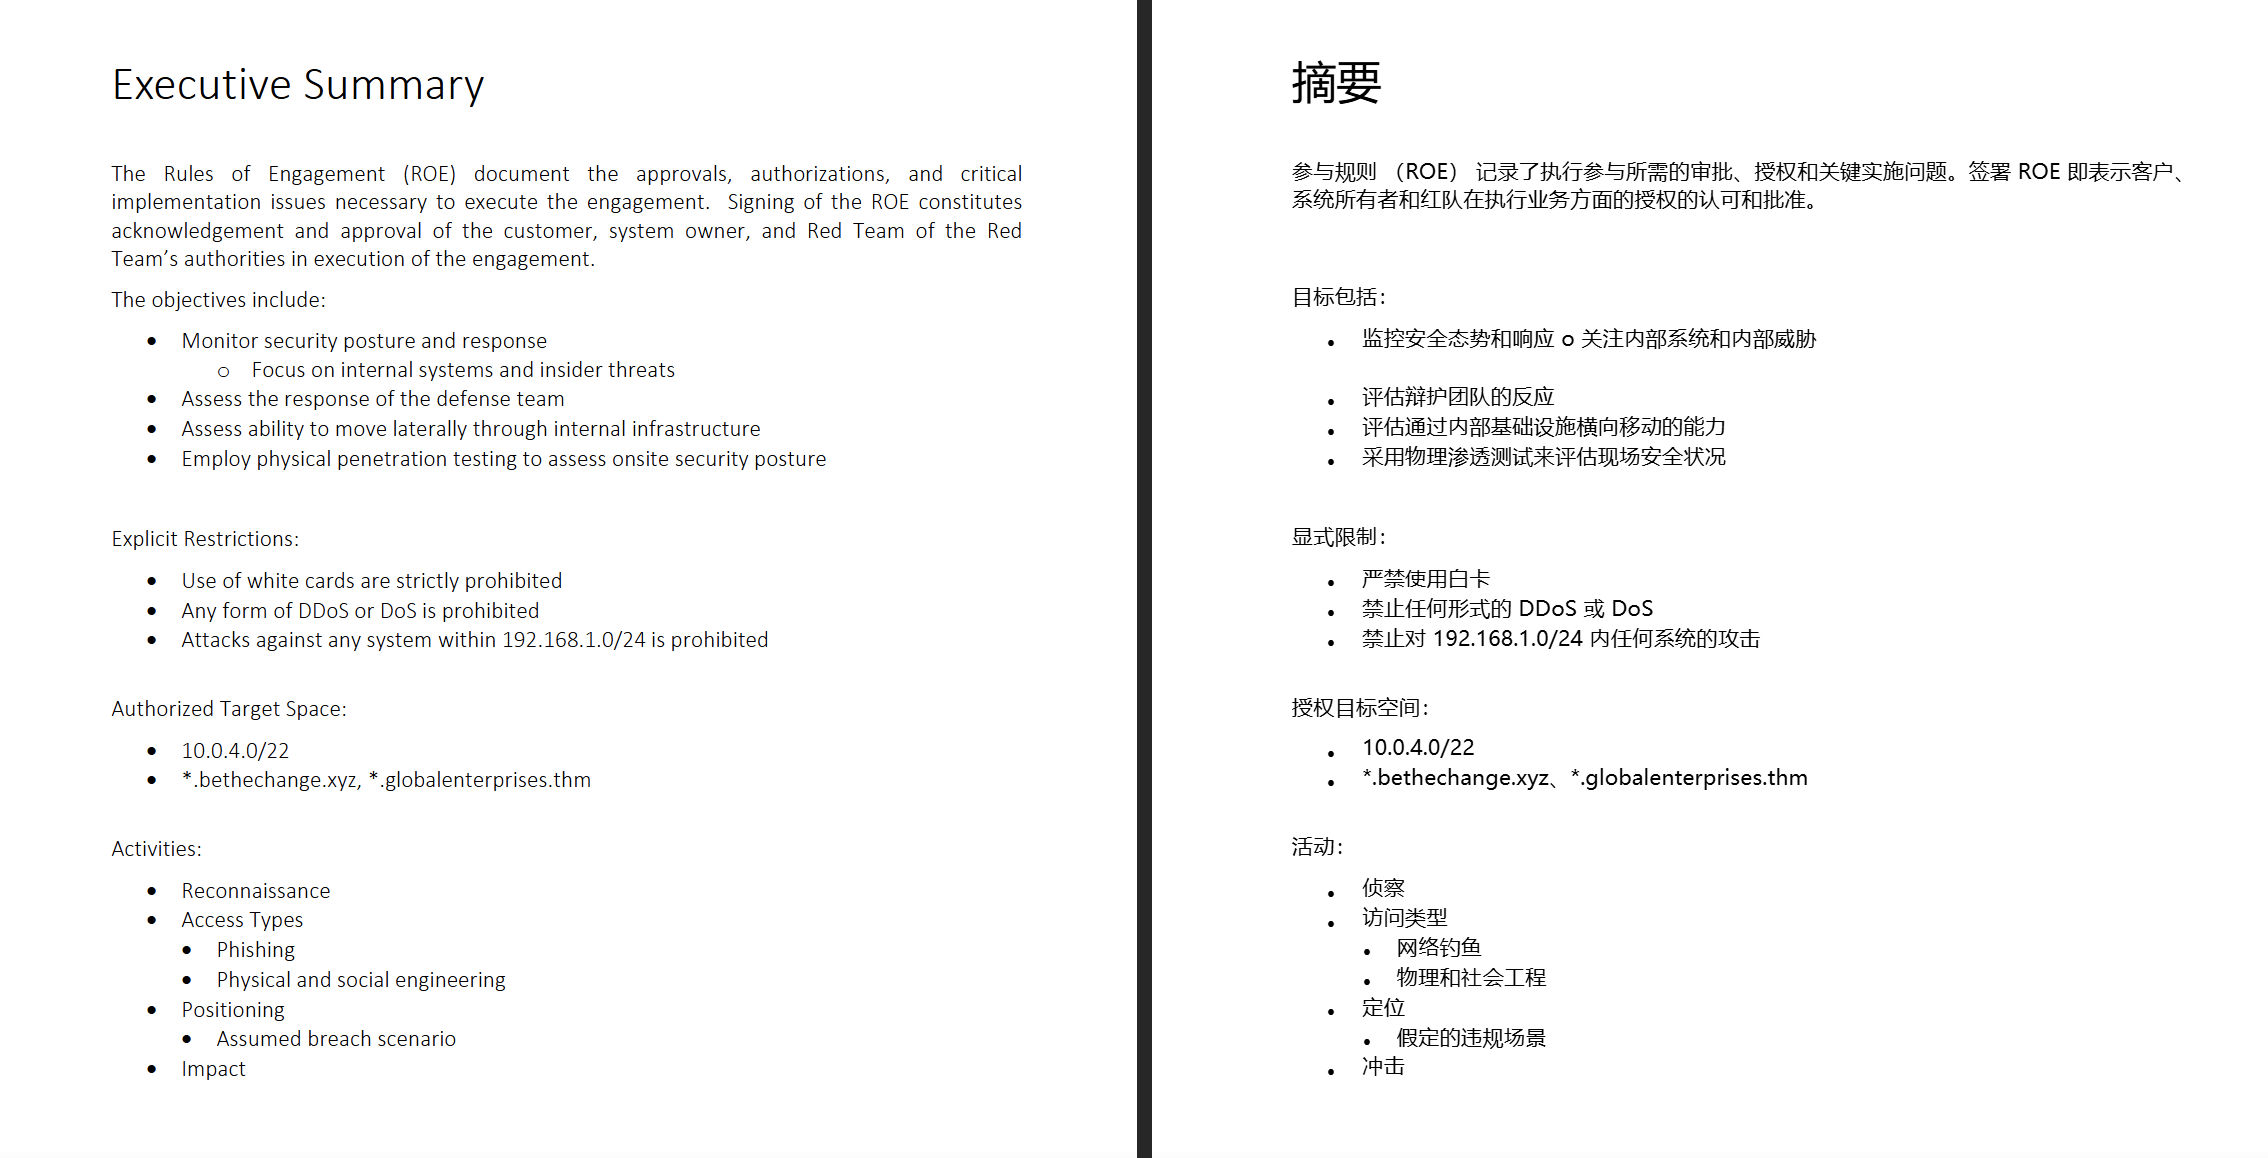 Executive Summary
The Rules of Engagement (ROE) document the approvals, authorizations, and critical
implementation issues necessary to execute the engagement.  Signing of the ROE constitutes
acknowledgement and approval of the customer, system owner, and Red Team of the Red
Team’s authorities in execution of the engagement.
The objectives include:
• Monitor security posture and response
o Focus on internal systems and insider threats
• Assess the response of the defense team
• Assess ability to move laterally through internal infrastructure
• Employ physical penetration testing to assess onsite security posture
Explicit Restrictions:
• Use of white cards are strictly prohibited
• Any form of DDoS or DoS is prohibited
• Attacks against any system within 192.168.1.0/24 is prohibited
Authorized Target Space:
• 10.0.4.0/22
• *.bethechange.xyz, *.globalenterprises.thm
Activities:
• Reconnaissance
• Access Types
• Phishing
• Physical and social engineering
• Positioning
• Assumed breach scenario
• Impact
摘要
参与规则 （ROE） 记录了执行参与所需的审批、授权和关键实施问题。签署 ROE 即表示客户、
系统所有者和红队在执行业务方面的授权的认可和批准。
目标包括：
• 监控安全态势和响应 o 关注内部系统和内部威胁
• 评估辩护团队的反应
• 评估通过内部基础设施横向移动的能力
• 采用物理渗透测试来评估现场安全状况
显式限制：
• 严禁使用白卡
• 禁止任何形式的 DDoS 或 DoS
• 禁止对 192.168.1.0/24 内任何系统的攻击
授权目标空间：
• 10.0.4.0/22
• *.bethechange.xyz、*.globalenterprises.thm
活动：
• 侦察
• 访问类型
• 网络钓鱼
• 物理和社会工程
• 定位
• 假定的违规场景
• 冲击